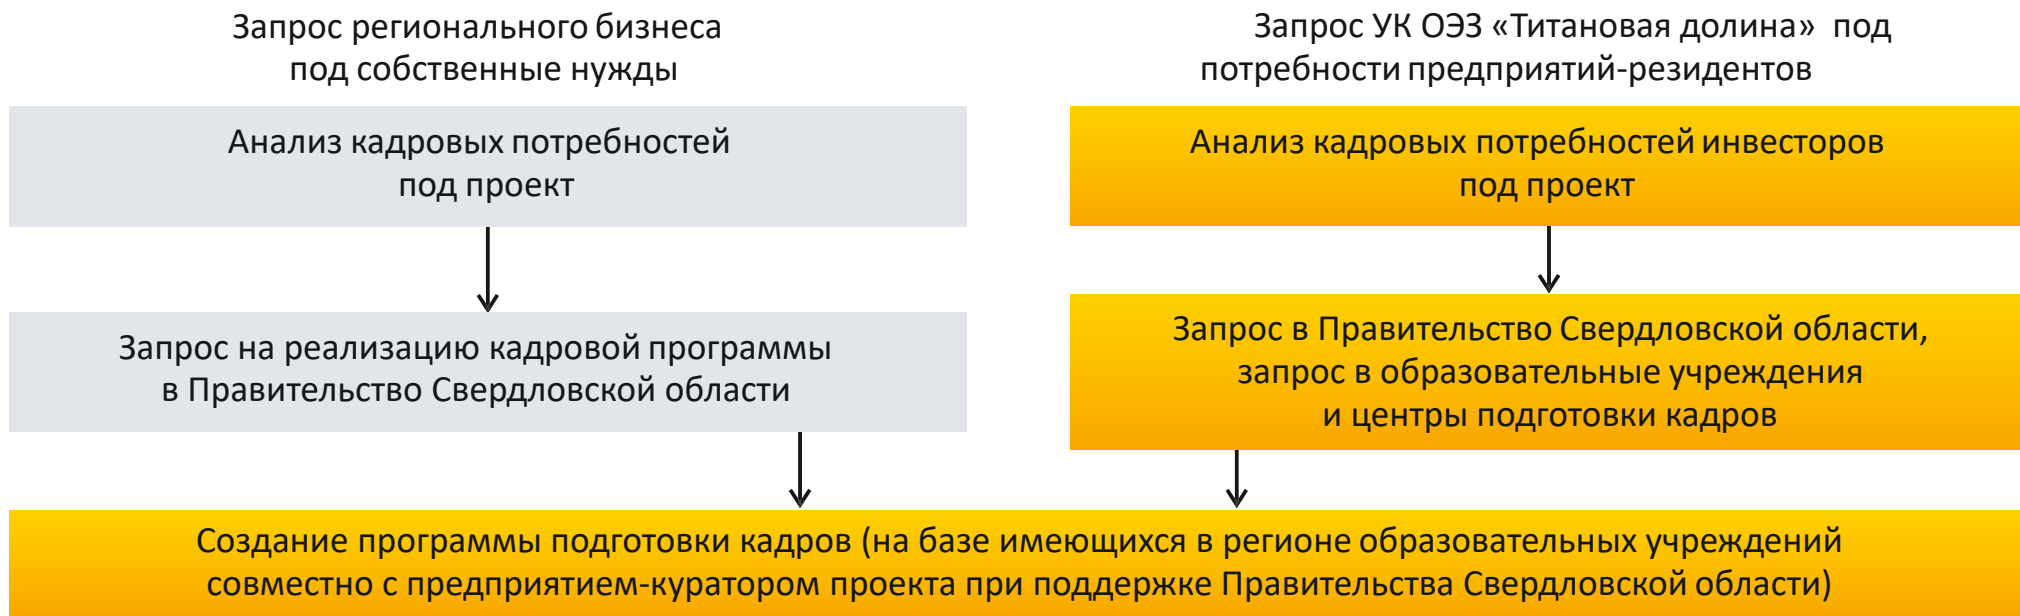 Запрос регионального бизнеса
под собственные нужды
Запрос УК ОЭЗ «Титановая долина» под
потребности предприятий-резидентов
Анализ кадровых потребностей
под проект
Анализ кадровых потребностей инвесторов
под проект
Запрос на реализацию кадровой программы
в Правительство Свердловской области
Запрос в Правительство Свердловской области,
запрос в образовательные учреждения
и центры подготовки кадров
Создание программы подготовки кадров (на базе имеющихся в регионе образовательных учреждений
совместно с предприятием-куратором проекта при поддержке Правительства Свердловской области)